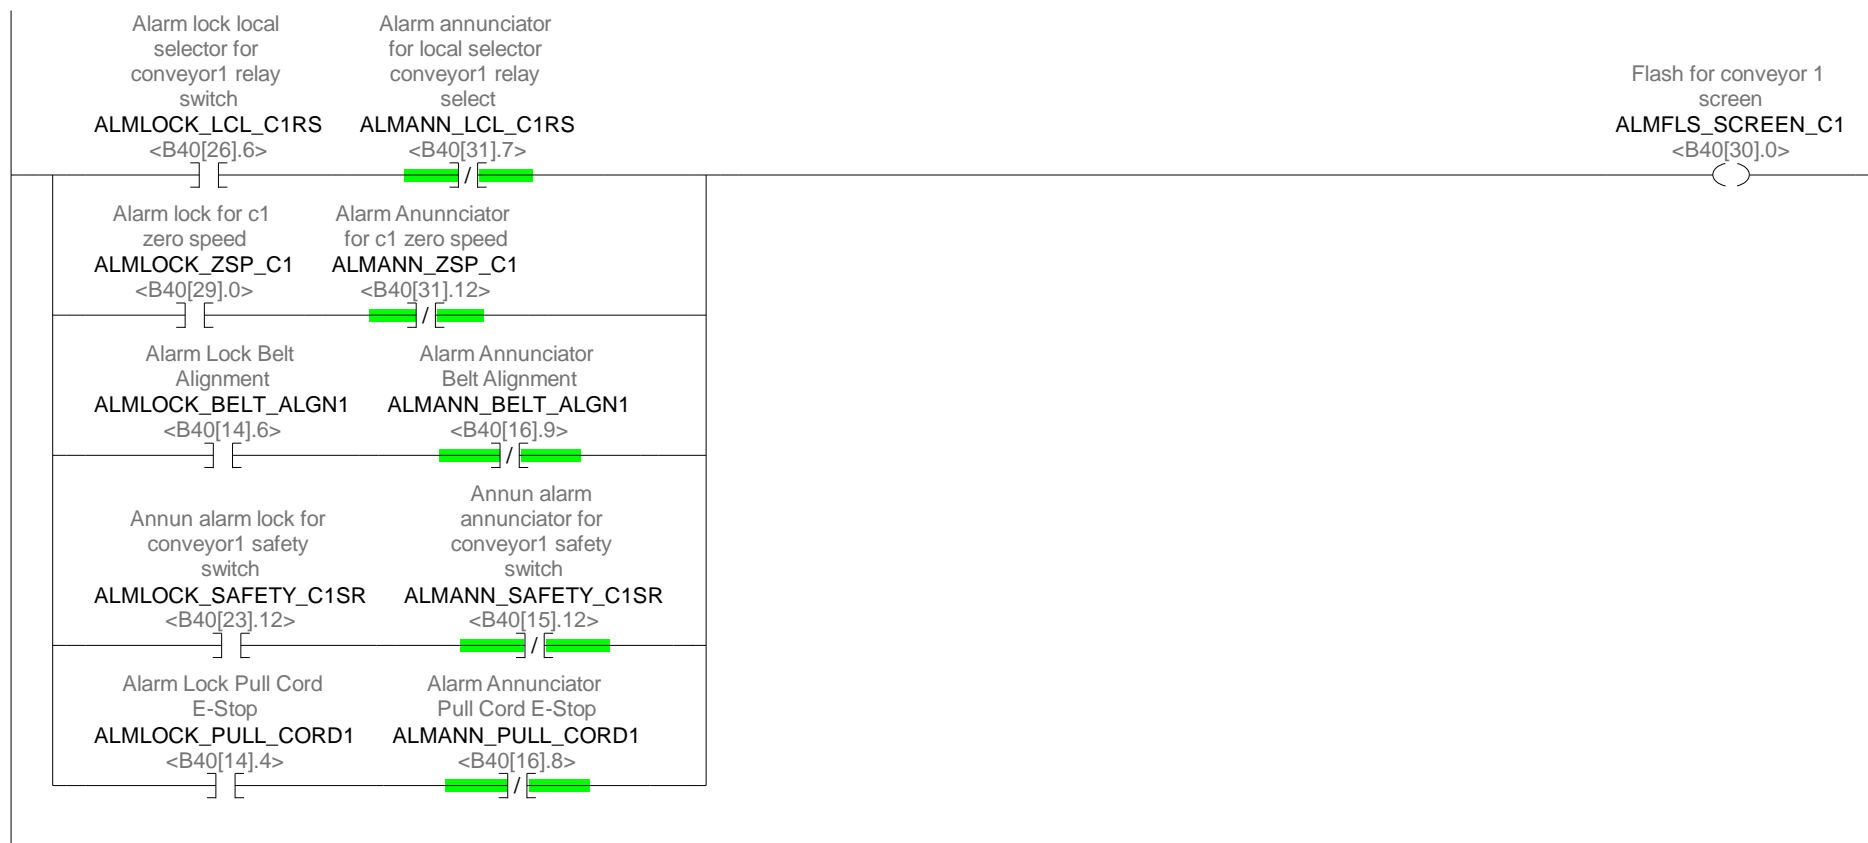 Alarm lock local
selector for
conveyor1 relay
switch
ALMLOCK_LCL_C1RS
<B40[26].6>
Alarm annunciator
for local selector
conveyor1 relay
select
ALMANN_LCL_C1RS
<B40[31].7>
/
Flash for conveyor 1
screen
ALMFLS_SCREEN_C1
<B40[30].0>
Alarm lock for c1
zero speed
ALMLOCK_ZSP_C1
<B40[29].0>
Alarm Anunnciator
for c1 zero speed
ALMANN_ZSP_C1
<B40[31].12>
/
Alarm Lock Belt
Alignment
ALMLOCK_BELT_ALGN1
<B40[14].6>
Alarm Annunciator
Belt Alignment
ALMANN_BELT_ALGN1
<B40[16].9>
/
Annun alarm lock for
conveyor1 safety
switch
ALMLOCK_SAFETY_C1SR
<B40[23].12>
Annun alarm
annunciator for
conveyor1 safety
switch
ALMANN_SAFETY_C1SR
<B40[15].12>
/
Alarm Lock Pull Cord
E-Stop
ALMLOCK_PULL_CORD1
<B40[14].4>
Alarm Annunciator
Pull Cord E-Stop
ALMANN_PULL_CORD1
<B40[16].8>
/